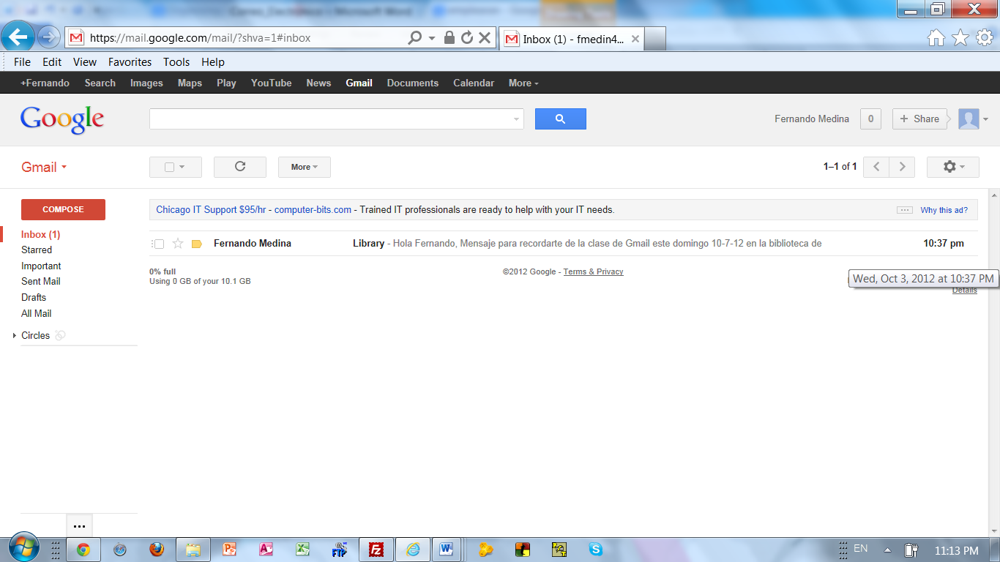 https://mail.google.com/mail/?shva=1#inbox
Inbox (1) - fmedin4...
File Edit View Favorites Tools Help
+Fernando Search Images Maps Play YouTube News Gmail Documents Calendar More
Google
Fernando Medina 0 + Share
Gmail
More
1–1 of 1
COMPOSE
Chicago IT Support $95/hr - computer-bits.com - Trained IT professionals are ready to help with your IT needs.
Why this ad?
Inbox (1)
Starred
Important
Sent Mail
Drafts
All Mail
Circles
Fernando Medina Library - Hola Fernando, Mensaje para recordarte de la clase de Gmail este domingo 10-7-12 en la biblioteca de 10:37 pm
0% full
Using 0 GB of your 10.1 GB
©2012 Google - Terms & Privacy
Wed, Oct 3, 2012 at 10:37 PM
Details
FTP
EN
11:13 PM